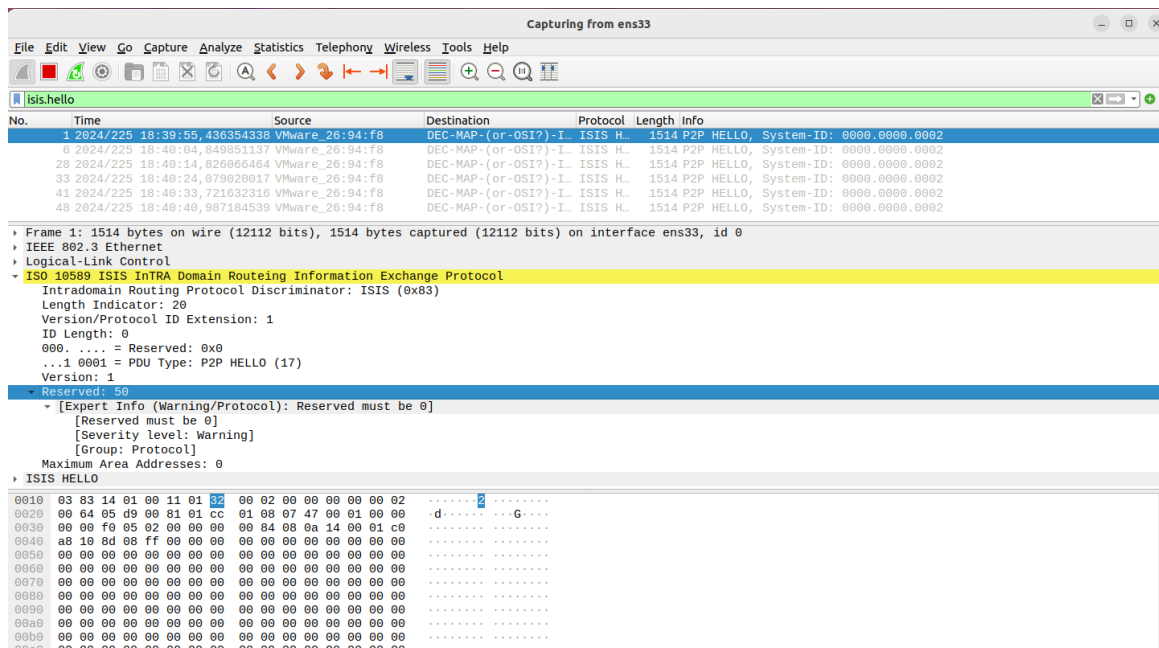 Capturing from ens33
File Edit View Go Capture Analyze Statistics Telephony Wireless Tools Help
isis.hello
No. Time Source Destination Protocol Length Info
1 2024/225 18:39:55,436354338 VMware_26:94:f8 DEC-MAP-(or-OSI?)-I… ISIS H… 1514 P2P HELLO, System-ID: 0000.0000.0002
6 2024/225 18:40:04,849851137 VMware_26:94:f8 DEC-MAP-(or-OSI?)-I… ISIS H… 1514 P2P HELLO, System-ID: 0000.0000.0002
28 2024/225 18:40:14,826066464 VMware_26:94:f8 DEC-MAP-(or-OSI?)-I… ISIS H… 1514 P2P HELLO, System-ID: 0000.0000.0002
33 2024/225 18:40:24,079020017 VMware_26:94:f8 DEC-MAP-(or-OSI?)-I… ISIS H… 1514 P2P HELLO, System-ID: 0000.0000.0002
41 2024/225 18:40:33,721632316 VMware_26:94:f8 DEC-MAP-(or-OSI?)-I… ISIS H… 1514 P2P HELLO, System-ID: 0000.0000.0002
48 2024/225 18:40:40,987184539 VMware_26:94:f8 DEC-MAP-(or-OSI?)-I… ISIS H… 1514 P2P HELLO, System-ID: 0000.0000.0002
Frame 1: 1514 bytes on wire (12112 bits), 1514 bytes captured (12112 bits) on interface ens33, id 0
IEEE 802.3 Ethernet
Logical-Link Control
ISO 10589 ISIS InTRA Domain Routeing Information Exchange Protocol
Intradomain Routing Protocol Discriminator: ISIS (0x83)
Length Indicator: 20
Version/Protocol ID Extension: 1
ID Length: 0
000. .... = Reserved: 0x0
...1 0001 = PDU Type: P2P HELLO (17)
Version: 1
Reserved: 50
[Expert Info (Warning/Protocol): Reserved must be 0]
[Reserved must be 0]
[Severity level: Warning]
[Group: Protocol]
Maximum Area Addresses: 0
ISIS HELLO
0010 03 83 14 01 00 11 01 32 00 02 00 00 00 00 00 02 ·······2 ········
0020 00 64 05 d9 00 81 01 cc 01 08 07 47 00 01 00 00 ·d······ ···G····
0030 00 00 f0 05 02 00 00 00 00 84 08 0a 14 00 01 c0 ········ ········
0040 a8 10 8d 08 ff 00 00 00 00 00 00 00 00 00 00 00 ········ ········
0050 00 00 00 00 00 00 00 00 00 00 00 00 00 00 00 00 ········ ········
0060 00 00 00 00 00 00 00 00 00 00 00 00 00 00 00 00 ········ ········
0070 00 00 00 00 00 00 00 00 00 00 00 00 00 00 00 00 ········ ········
0080 00 00 00 00 00 00 00 00 00 00 00 00 00 00 00 00 ········ ········
0090 00 00 00 00 00 00 00 00 00 00 00 00 00 00 00 00 ········ ········
00a0 00 00 00 00 00 00 00 00 00 00 00 00 00 00 00 00 ········ ········
00b0 00 00 00 00 00 00 00 00 00 00 00 00 00 00 00 00 ········ ········